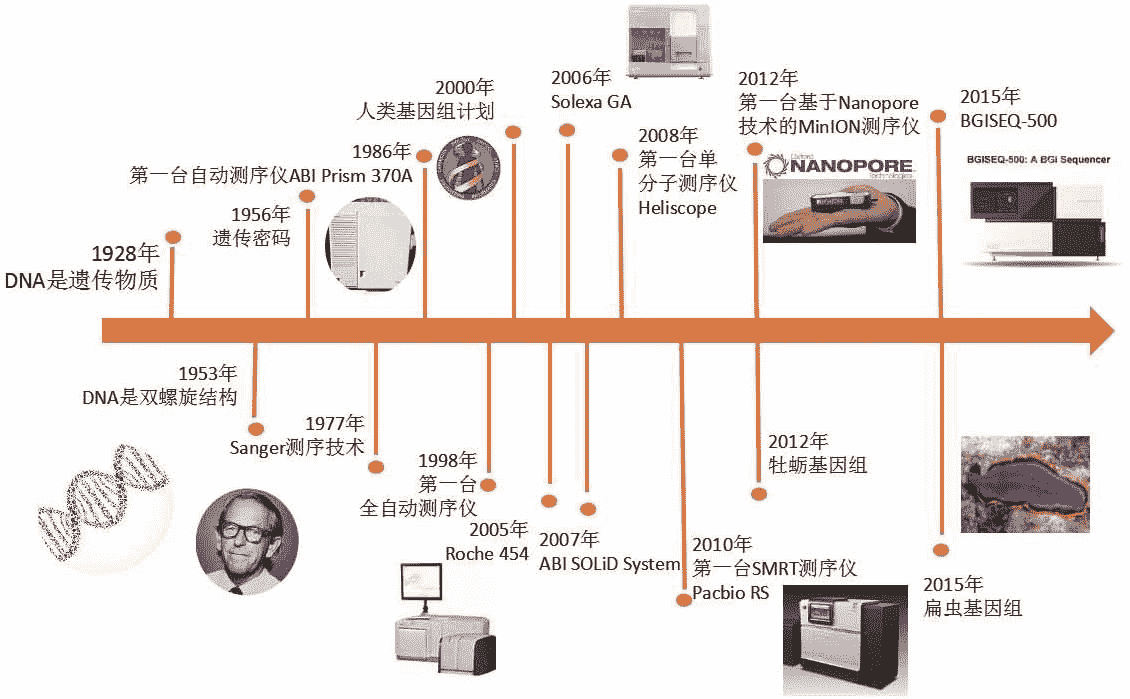 1928年
DNA是遗传物质
1953年
DNA是双螺旋结构
1956年
遗传密码
1977年
Sanger测序技术
1986年
第一台自动测序仪ABI Prism 370A
1998年
第一台
全自动测序仪
2000年
人类基因组计划
2005年
Roche 454
2006年
Solexa GA
2007年
ABI SOLiD System
2008年
第一台单
分子测序仪
Heliscope
2010年
第一台SMRT测序仪
Pacbio RS
2012年
第一台基于Nanopore
技术的MinION测序仪
Oxford
NANOPORE
Technologies
2012年
牡蛎基因组
2015年
BGISEQ-500
BGISEQ-500: A BGI Sequencer
2015年
扁虫基因组